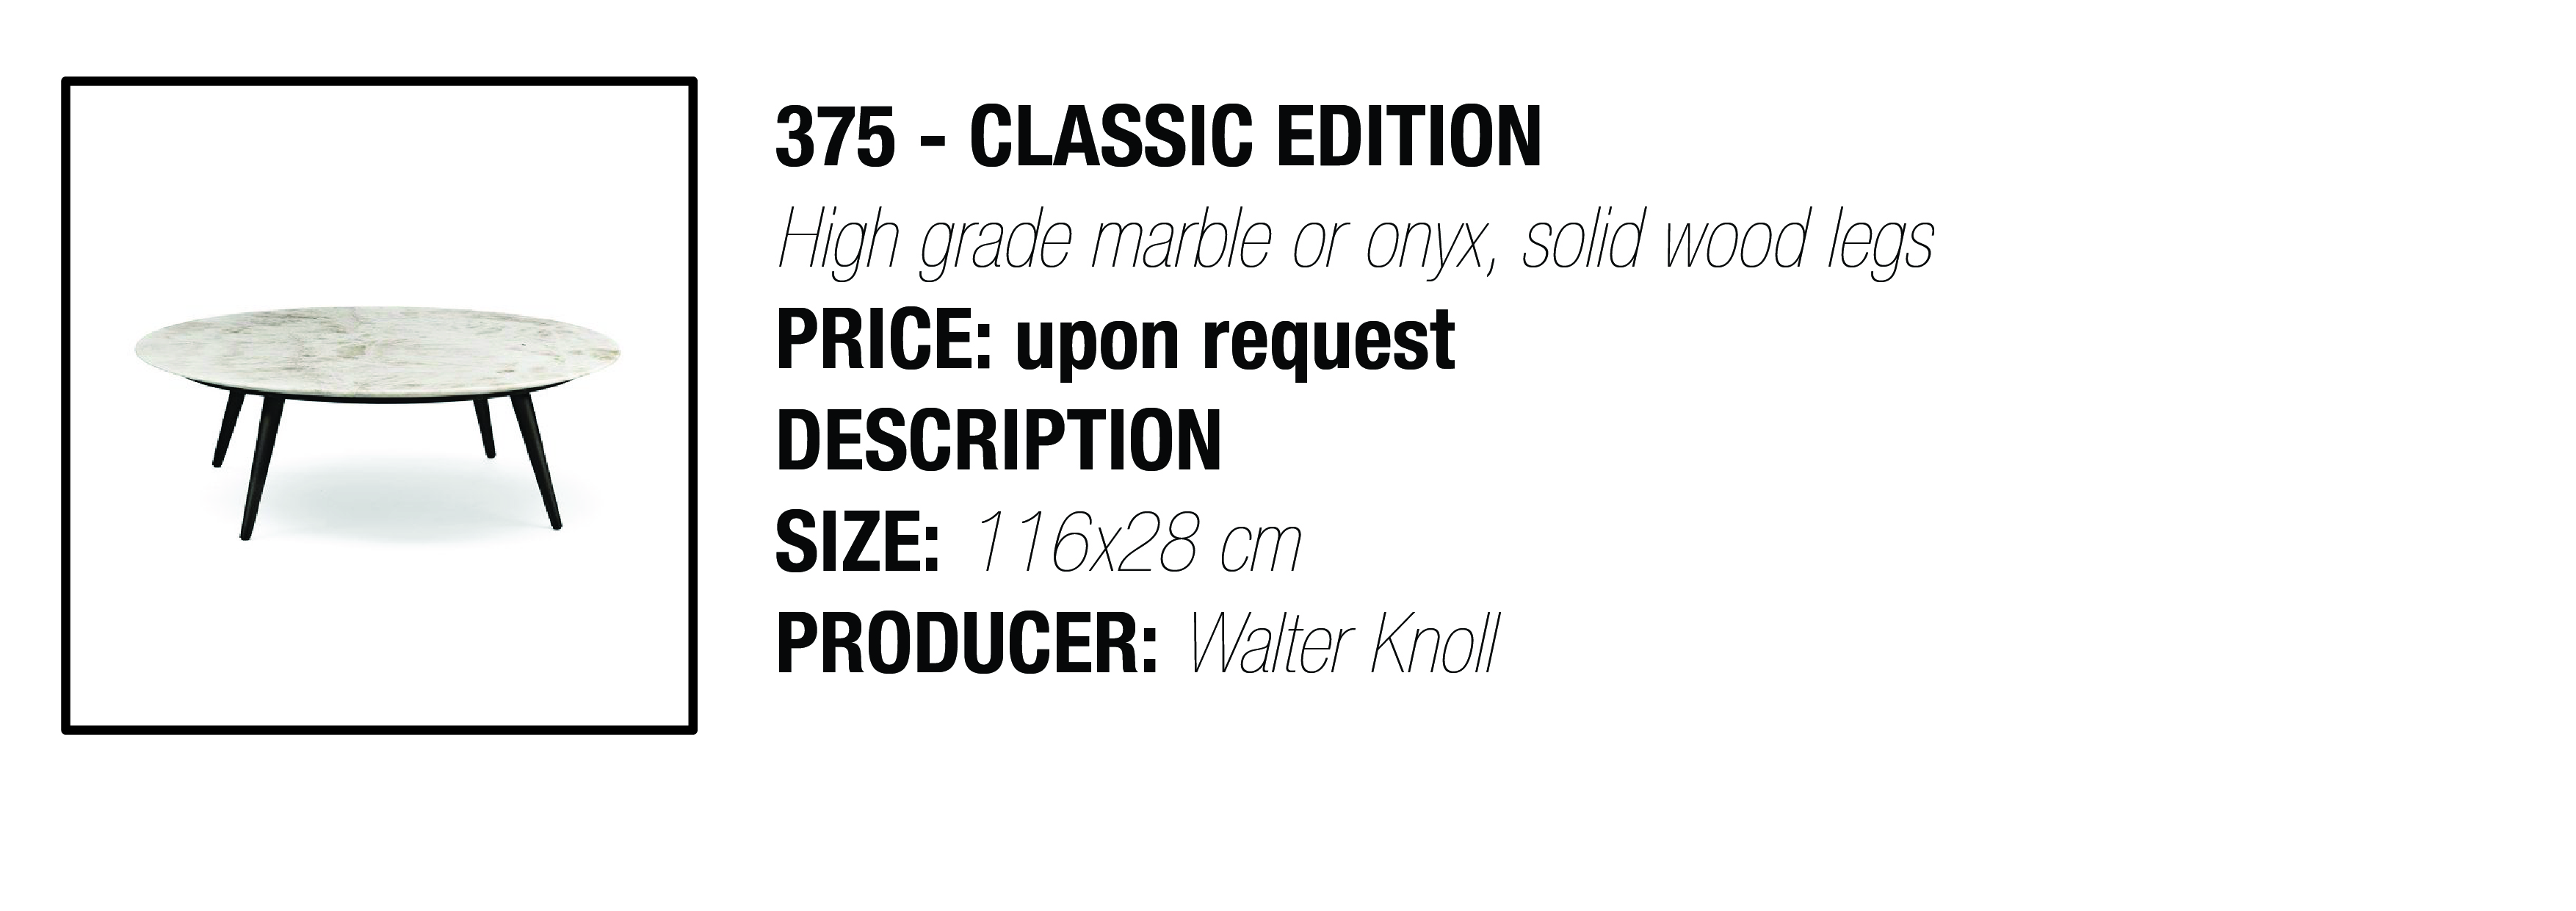 375 - CLASSIC EDITION
High grade marble or onyx, solid wood legs
PRICE: upon request
DESCRIPTION
SIZE: 116x28 cm
PRODUCER: Walter Knoll